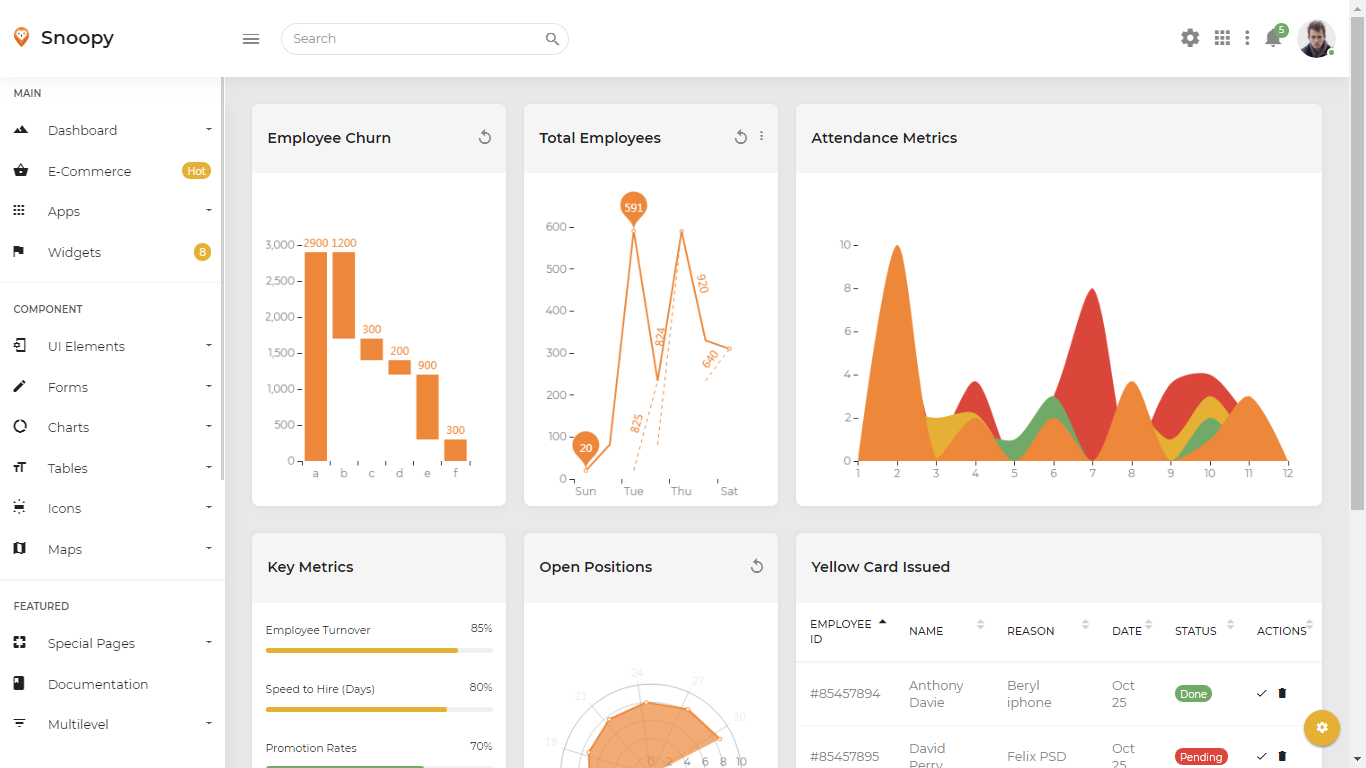 Snoopy
Search
5
MAIN
Dashboard
E-Commerce Hot
Apps
Widgets 8
COMPONENT
UI Elements
Forms
Charts
Tables
Icons
Maps
FEATURED
Special Pages
Documentation
Multilevel
Employee Churn
3,000 2900 1200
2,500
2,000
300
1,500 200
900
1,000
500 300
0
a b c d e f
Total Employees
591
600
500
920
400
824
300
640
200
825
100 20
0
Sun Tue Thu Sat
Attendance Metrics
10
8
6
4
2
0
1 2 3 4 5 6 7 8 9 10 11 12
Key Metrics
Employee Turnover 85%
Speed to Hire (Days) 80%
Promotion Rates 70%
Open Positions
24
27
21
30
18
0 2 4 6 8 10
Yellow Card Issued
EMPLOYEE ID NAME REASON DATE STATUS ACTIONS
#85457894 Anthony Davie Beryl iphone Oct 25 Done
#85457895 David Perry Felix PSD Oct 25 Pending